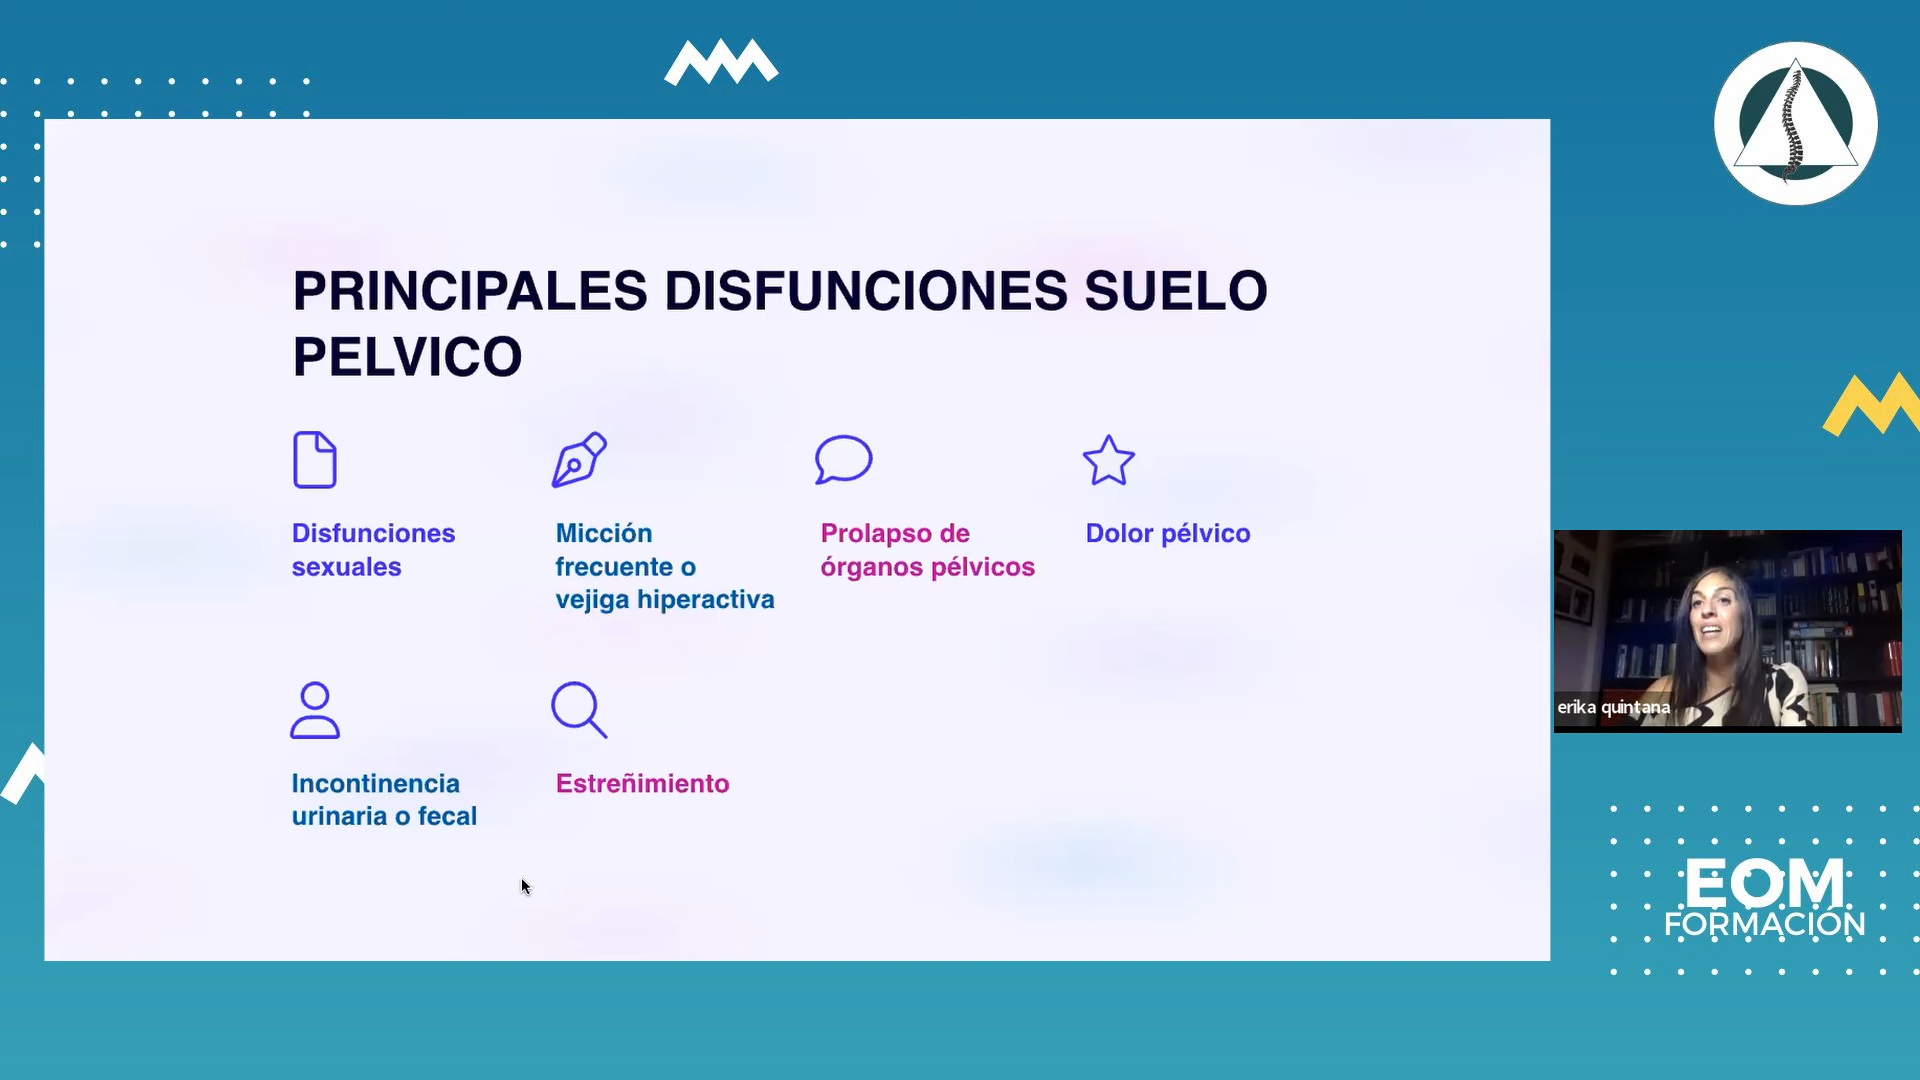 PRINCIPALES DISFUNCIONES SUELO
PELVICO
Disfunciones
sexuales
Micción
frecuente o
vejiga hiperactiva
Prolapso de
órganos pélvicos
Dolor pélvico
Incontinencia
urinaria o fecal
Estreñimiento
erika quintana
EOM
FORMACIÓN